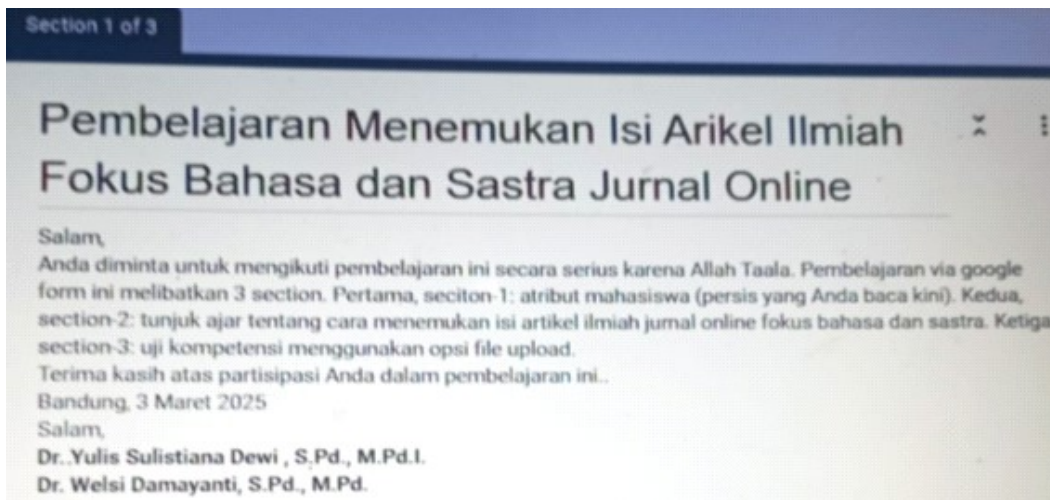 Section 1 of 3
Pembelajaran Menemukan Isi Arikel Ilmiah
Fokus Bahasa dan Sastra Jurnal Online
Salam,
Anda diminta untuk mengikuti pembelajaran ini secara serius karena Allah Taala. Pembelajaran via google
form ini melibatkan 3 section. Pertama, seciton-1: atribut mahasiswa (persis yang Anda baca kini). Kedua,
section-2: tunjuk ajar tentang cara menemukan isi artikel ilmiah jurnal online fokus bahasa dan sastra. Ketiga
section-3: uji kompetensi menggunakan opsi file upload.
Terima kasih atas partisipasi Anda dalam pembelajaran ini..
Bandung, 3 Maret 2025
Salam,
Dr. .Yulis Sulistiana Dewi , S.Pd., M.Pd.I.
Dr. Welsi Damayanti, S.Pd., M.Pd.